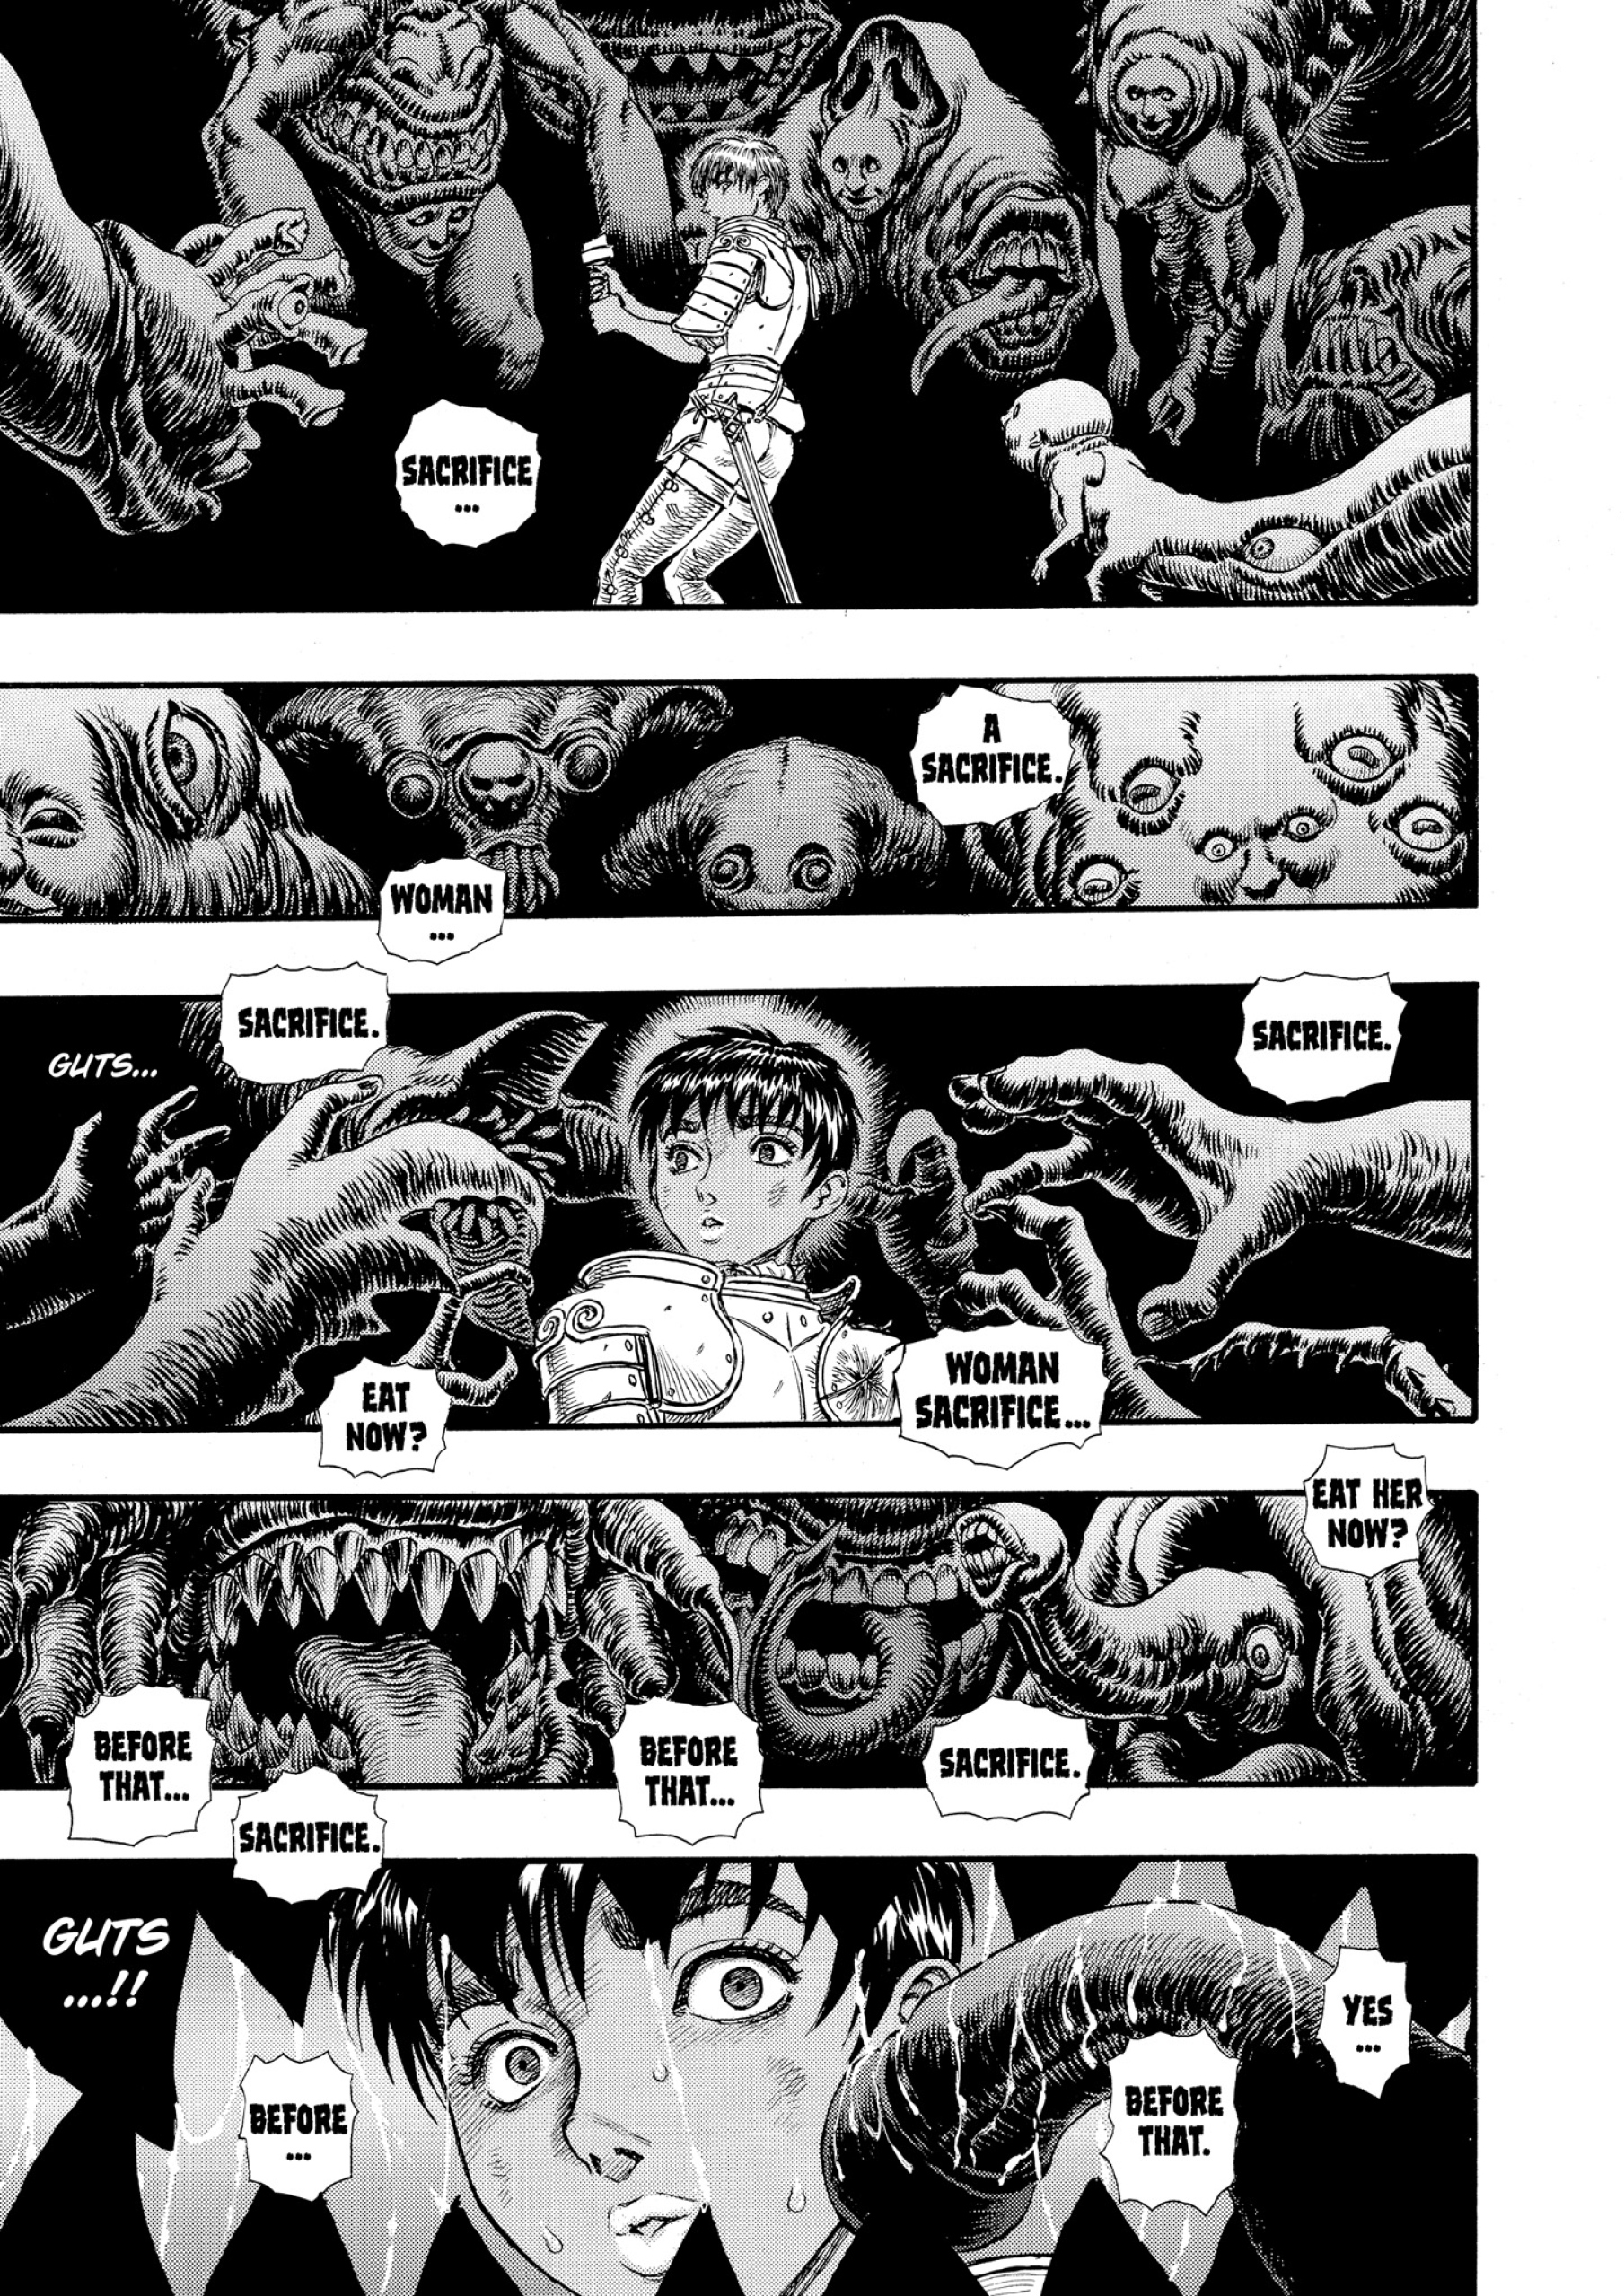 SACRIFICE
...
A
SACRIFICE.
WOMAN
...
SACRIFICE.
SACRIFICE.
GUTS...
WOMAN
SACRIFICE...
EAT
NOW?
EAT HER
NOW?
SACRIFICE.
BEFORE
THAT...
SACRIFICE.
BEFORE
THAT...
YES
...
BEFORE
THAT.
BEFORE
...
GUTS
...!!